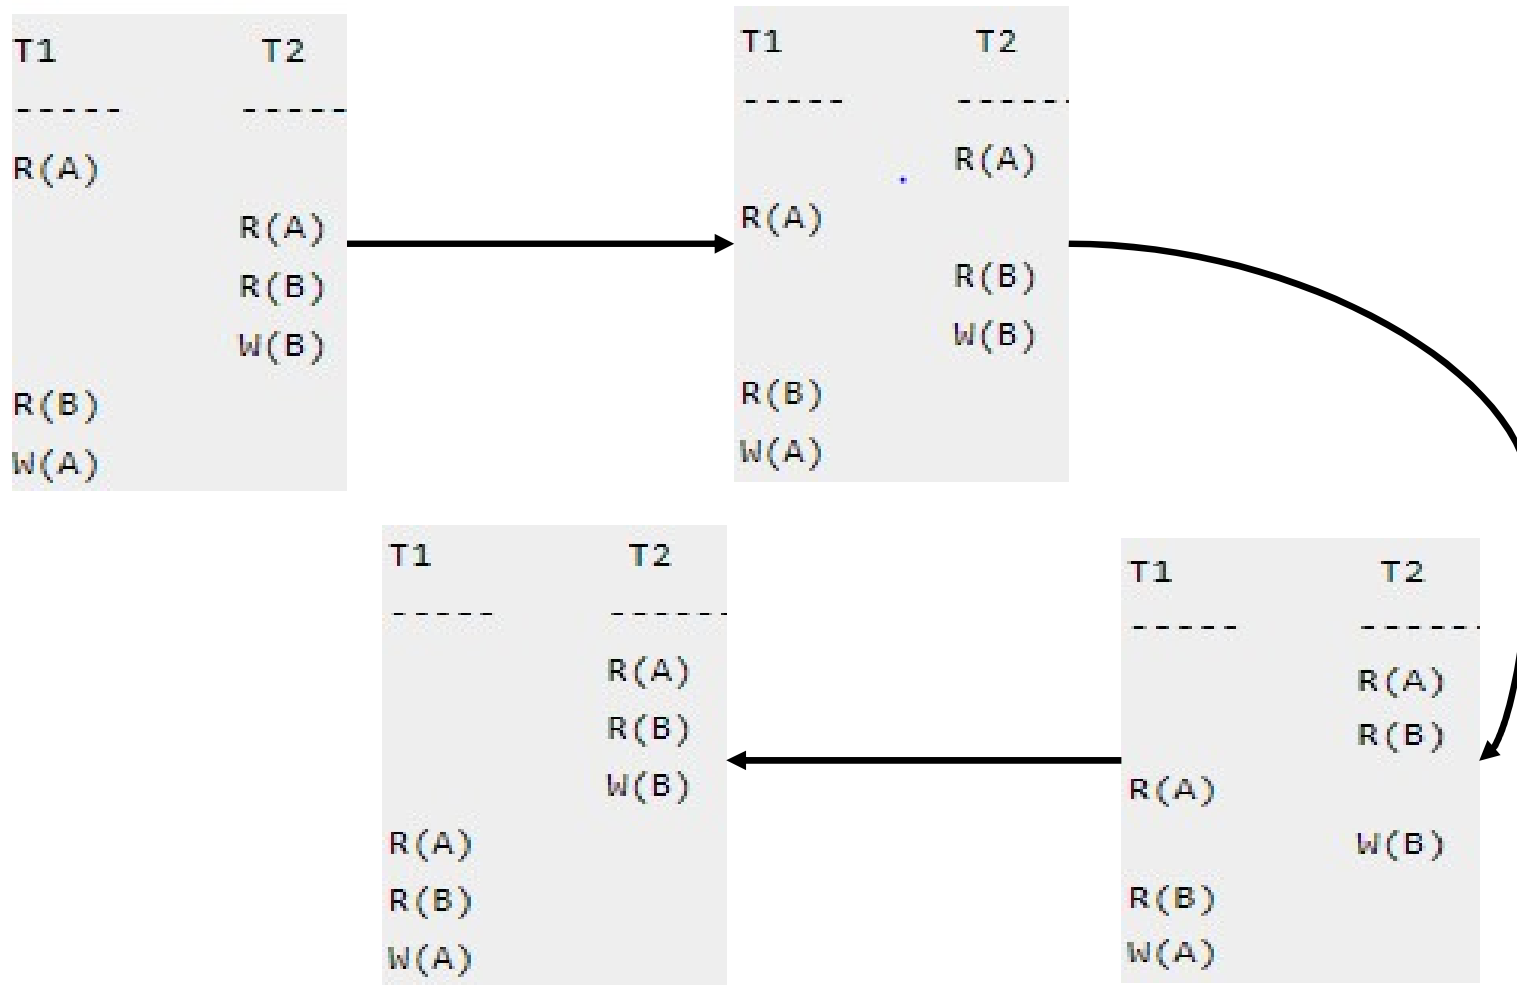 T1 T2
----- -----
R(A)
R(A)
R(B)
W(B)
R(B)
W(A)
T1 T2
----- -----
R(A)
R(A)
R(B)
W(B)
R(B)
W(A)
T1 T2
----- -----
R(A)
R(B)
R(A)
W(B)
R(B)
W(A)
T1 T2
----- -----
R(A)
R(B)
W(B)
R(A)
R(B)
W(A)